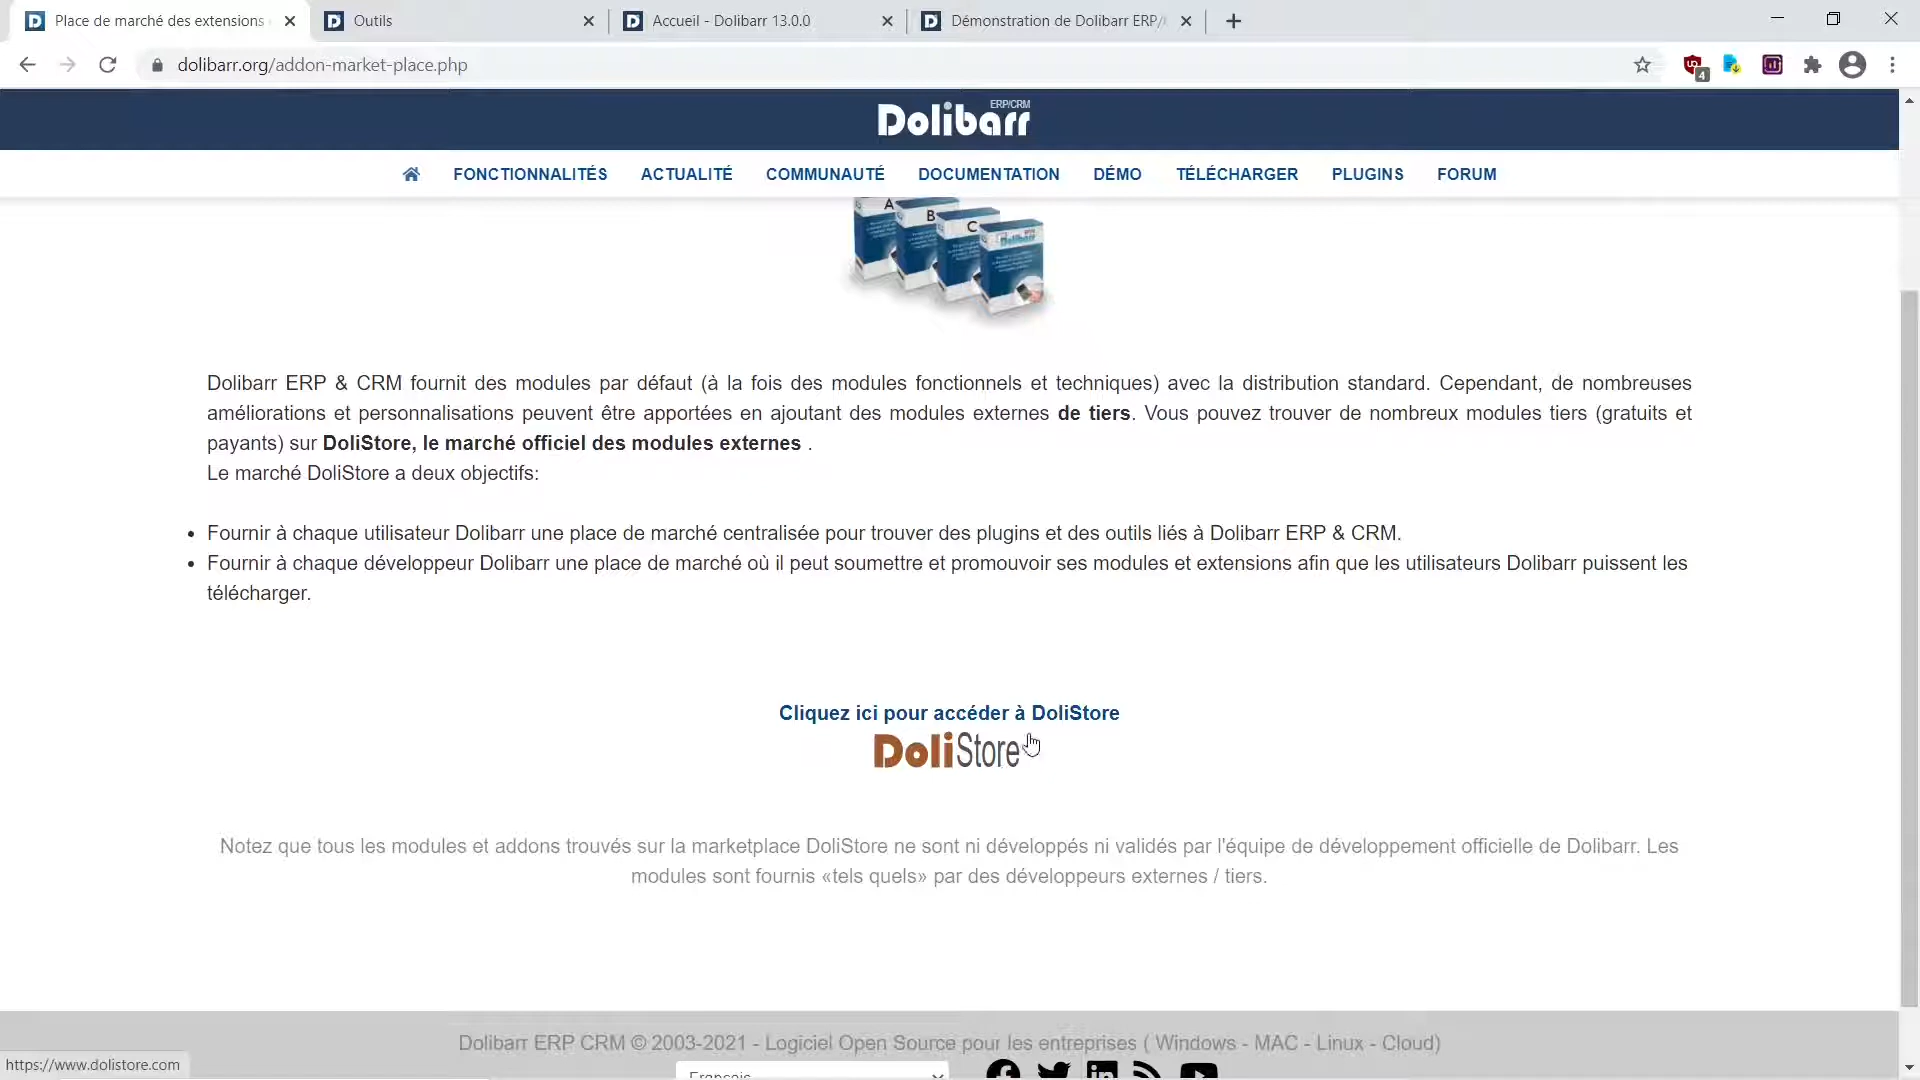 Place de marché des extensions
Outils
Accueil - Dolibarr 13.0.0
Démonstration de Dolibarr ERP/
dolibarr.org/addon-market-place.php
4
ERP/CRM
Dolibarr
FONCTIONNALITÉS ACTUALITÉ COMMUNAUTÉ DOCUMENTATION DÉMO TÉLÉCHARGER PLUGINS FORUM
A
B
C
Dolibarr
Dolibarr ERP & CRM fournit des modules par défaut (à la fois des modules fonctionnels et techniques) avec la distribution standard. Cependant, de nombreuses
améliorations et personnalisations peuvent être apportées en ajoutant des modules externes de tiers. Vous pouvez trouver de nombreux modules tiers (gratuits et
payants) sur DoliStore, le marché officiel des modules externes .
Le marché DoliStore a deux objectifs:
• Fournir à chaque utilisateur Dolibarr une place de marché centralisée pour trouver des plugins et des outils liés à Dolibarr ERP & CRM.
• Fournir à chaque développeur Dolibarr une place de marché où il peut soumettre et promouvoir ses modules et extensions afin que les utilisateurs Dolibarr puissent les
télécharger.
Cliquez ici pour accéder à DoliStore
DoliStore
Notez que tous les modules et addons trouvés sur la marketplace DoliStore ne sont ni développés ni validés par l'équipe de développement officielle de Dolibarr. Les
modules sont fournis «tels quels» par des développeurs externes / tiers.
Dolibarr ERP CRM © 2003-2021 - Logiciel Open Source pour les entreprises ( Windows - MAC - Linux - Cloud)
Français
https://www.dolistore.com